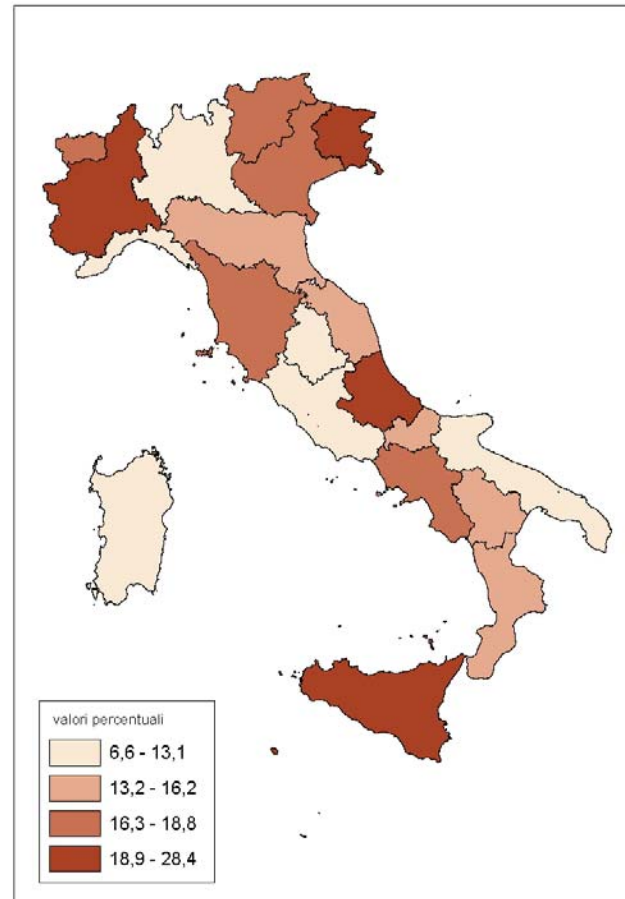 valori percentuali
6,6 - 13,1
13,2 - 16,2
16,3 - 18,8
18,9 - 28,4